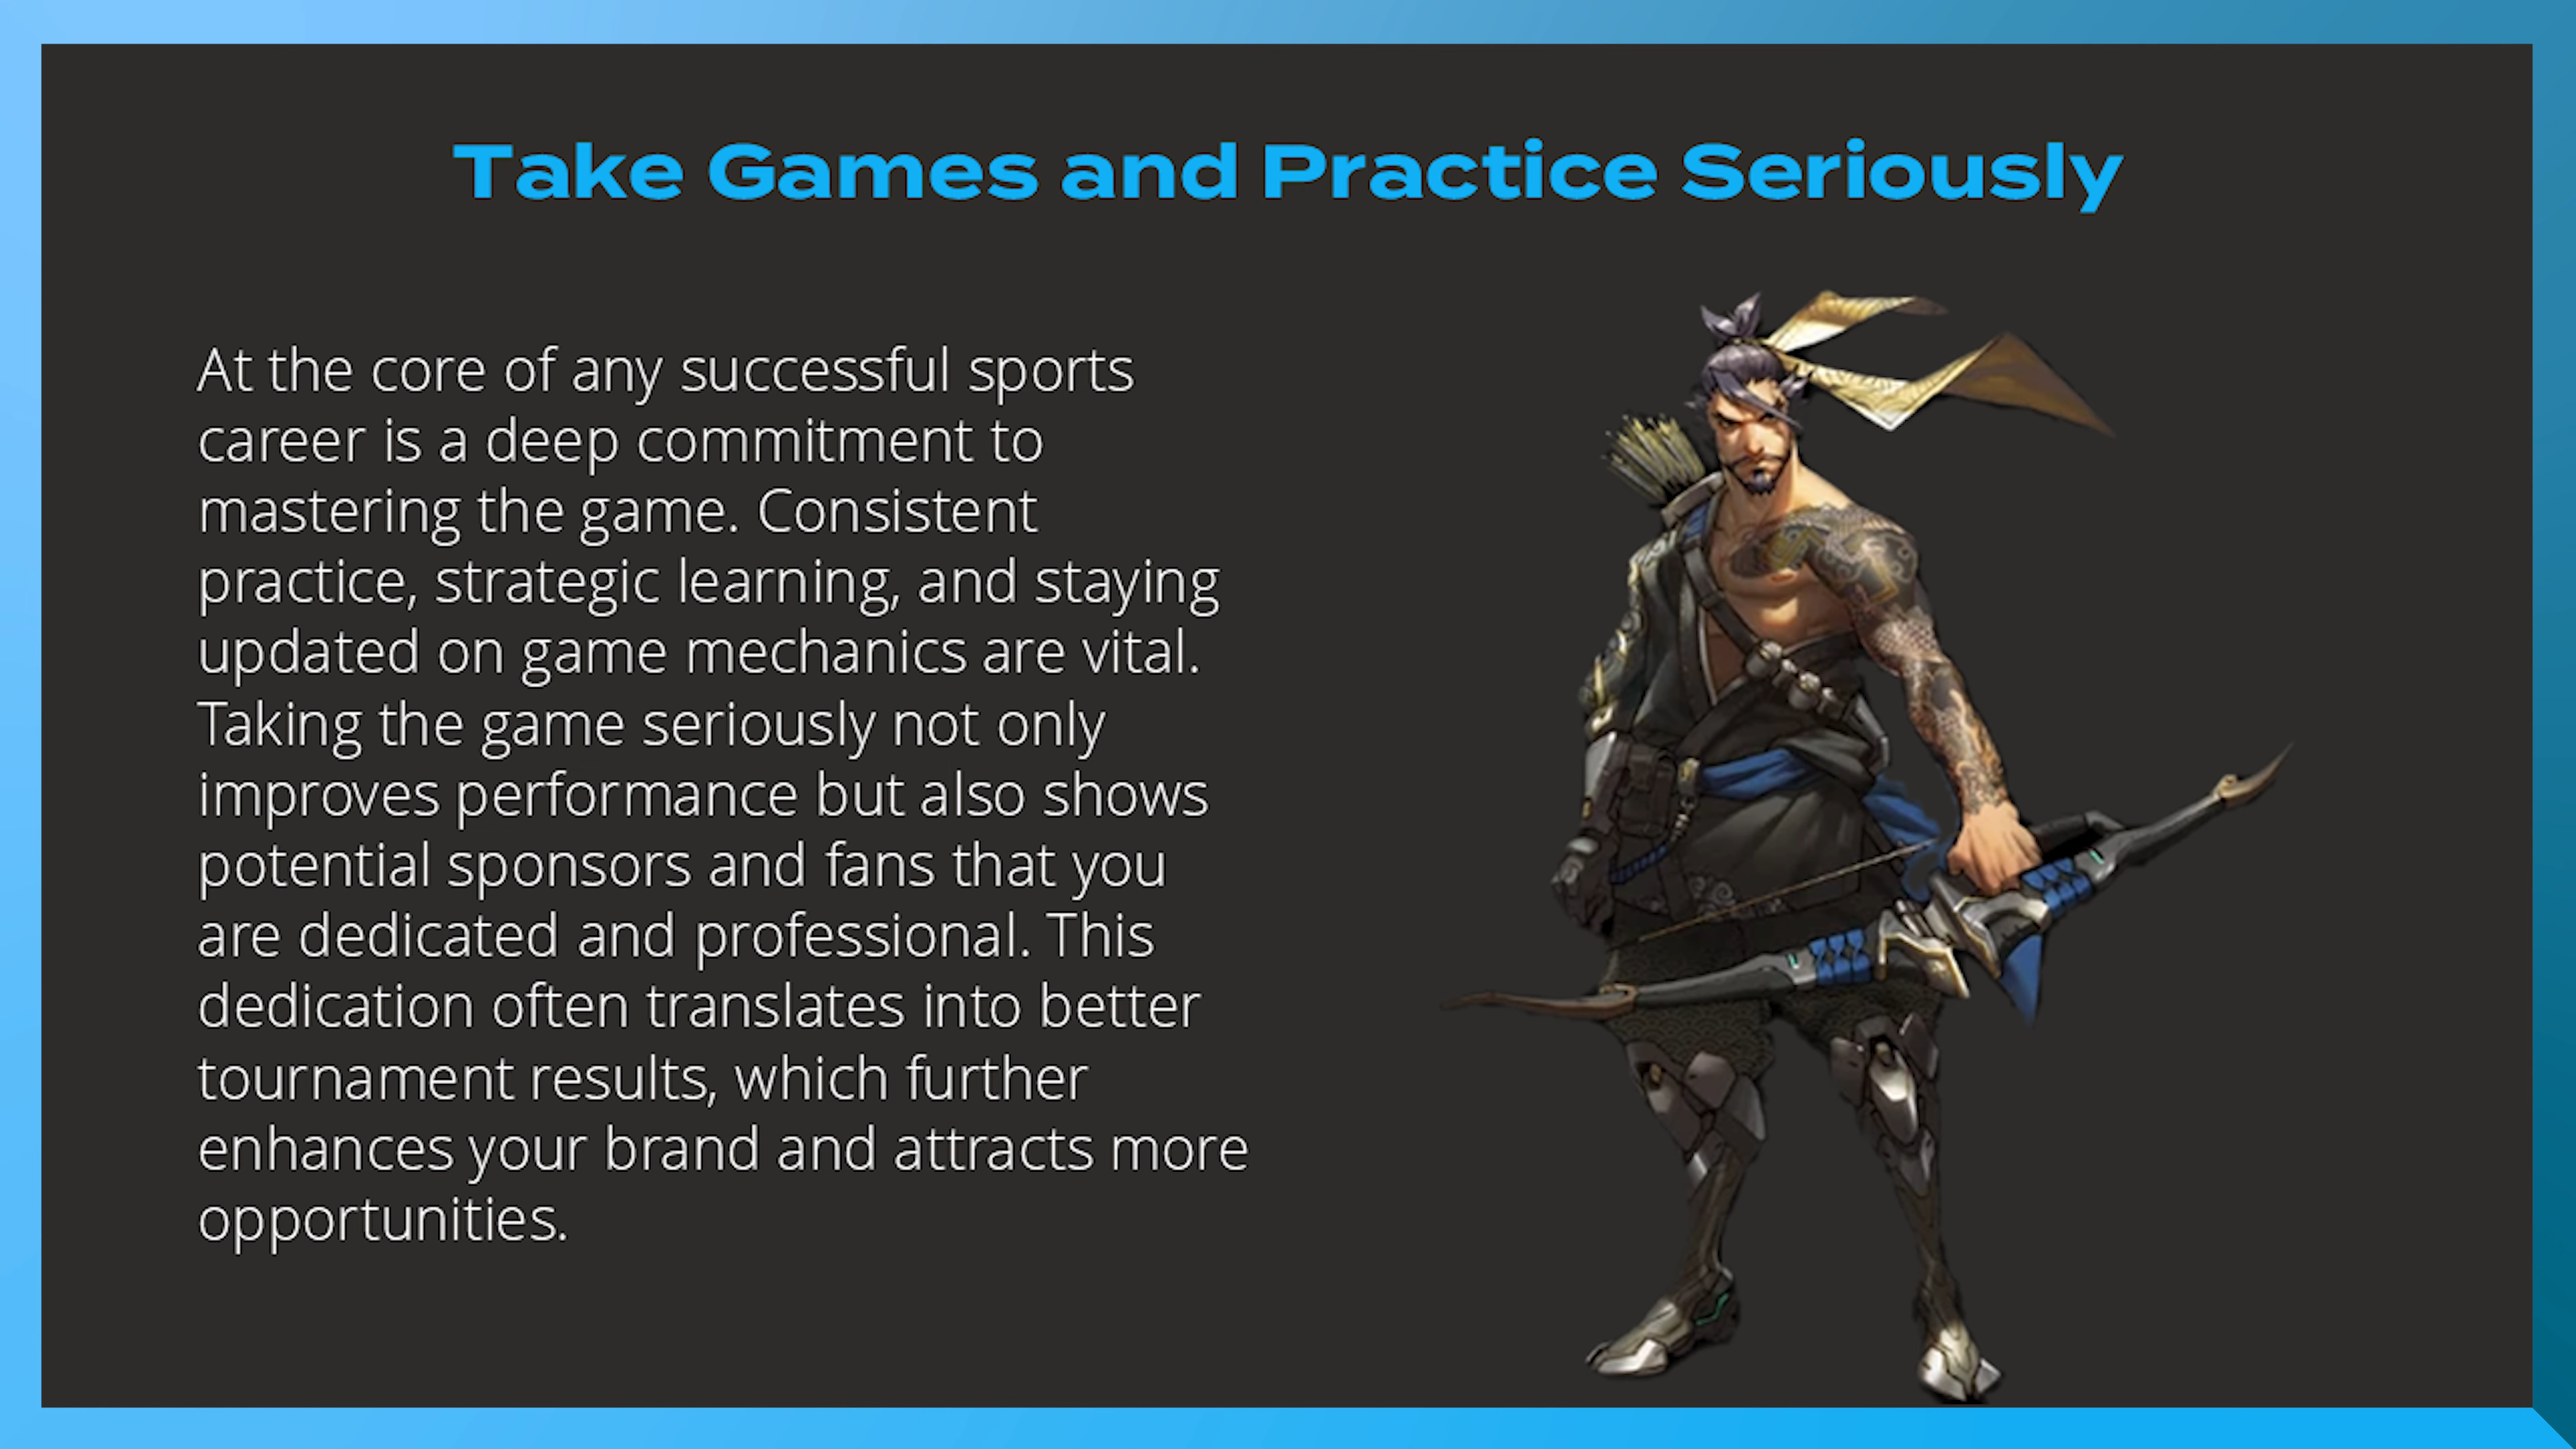 Take Games and Practice Seriously
At the core of any successful sports
career is a deep commitment to
mastering the game. Consistent
practice, strategic learning, and staying
updated on game mechanics are vital.
Taking the game seriously not only
improves performance but also shows
potential sponsors and fans that you
are dedicated and professional. This
dedication often translates into better
tournament results, which further
enhances your brand and attracts more
opportunities.